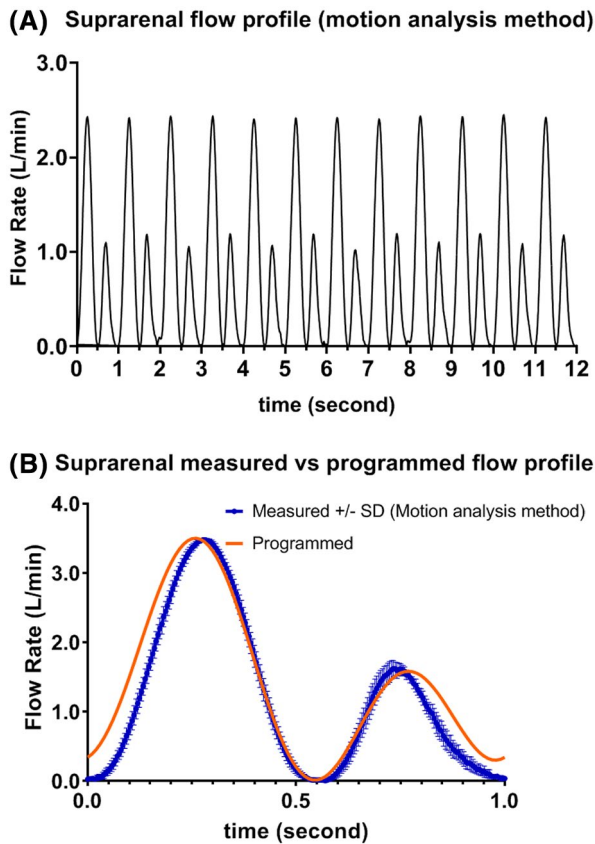 (A) Suprarenal flow profile (motion analysis method)
3.0
2.0
1.0
0.0
Flow Rate (L/min)
0 1 2 3 4 5 6 7 8 9 10 11 12
time (second)
(B) Suprarenal measured vs programmed flow profile
4.0
3.0
2.0
1.0
0.0
Flow Rate (L/min)
Measured +/- SD (Motion analysis method)
Programmed
0.0 0.5 1.0
time (second)